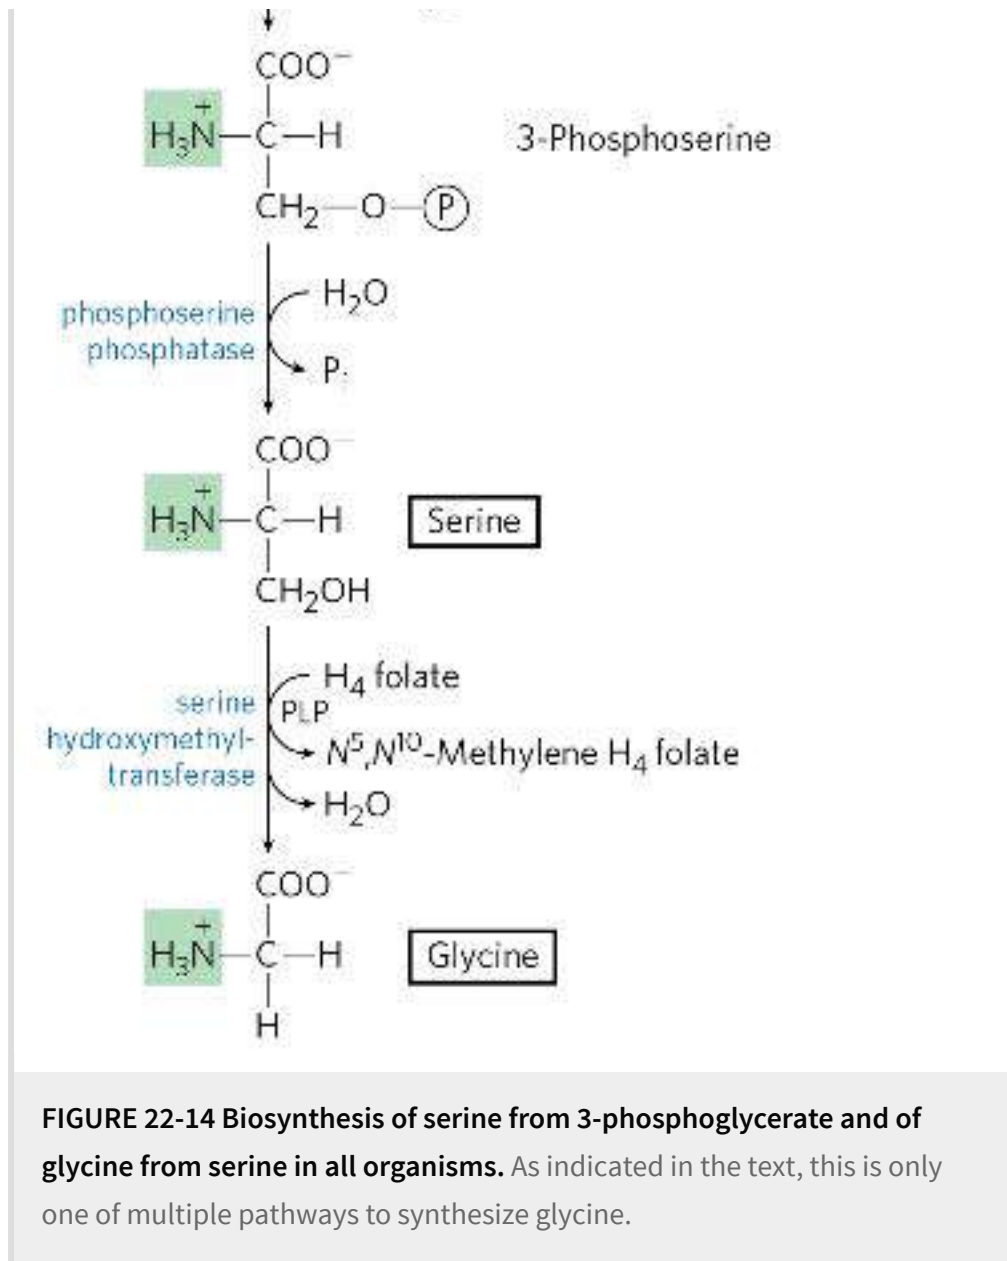 COO⁻
H₃N⁺—C—H 3-Phosphoserine
CH₂—O—P
H₂O
phosphoserine
phosphatase
Pᵢ
COO⁻
H₃N⁺—C—H Serine
CH₂OH
H₄ folate
serine PLP
hydroxymethyl- N⁵,N¹⁰-Methylene H₄ folate
transferase
H₂O
COO⁻
H₃N⁺—C—H Glycine
H
FIGURE 22-14 Biosynthesis of serine from 3-phosphoglycerate and of
glycine from serine in all organisms. As indicated in the text, this is only
one of multiple pathways to synthesize glycine.